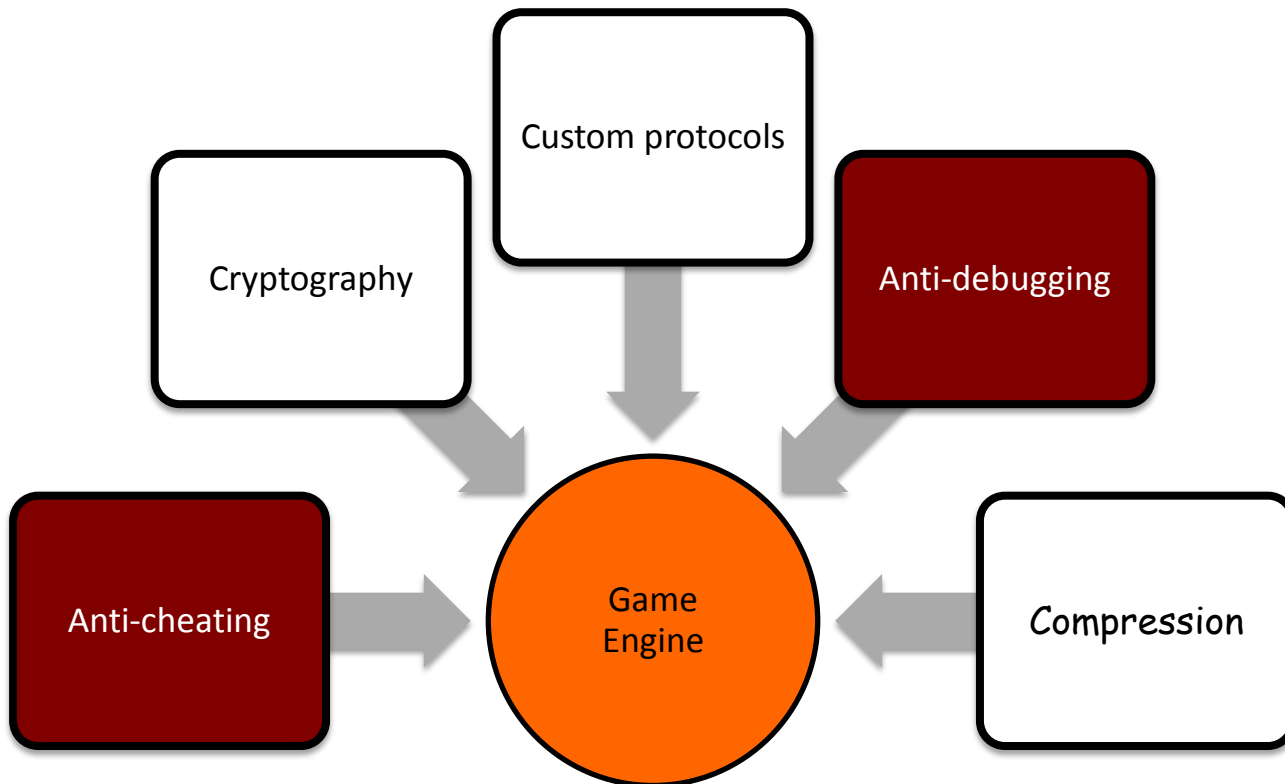 Custom protocols
Cryptography
Anti-debugging
Anti-cheating
Game
Engine
Compression